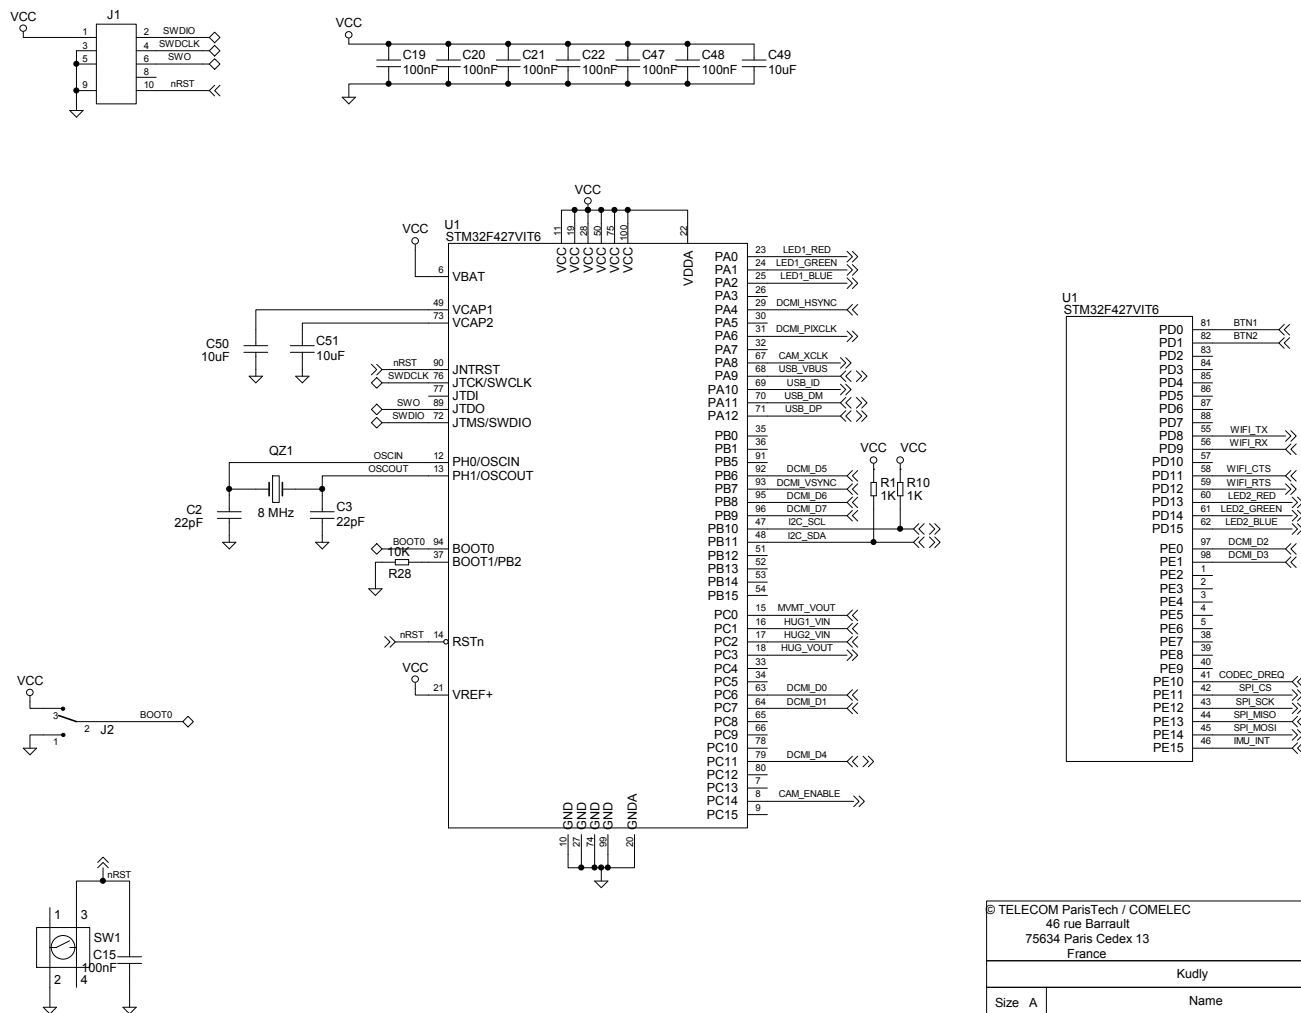 VCC
J1
1
3
5
9
2 SWDIO
4 SWDCLK
6 SWO
8
10 nRST
VCC
C19
100nF
C20
100nF
C21
100nF
C22
100nF
C47
100nF
C48
100nF
C49
10uF
VCC
U1
STM32F427VIT6
11 VCC
19 VCC
28 VCC
50 VCC
75 VCC
100 VCC
22 VDDA
VCC
6 VBAT
49 VCAP1
73 VCAP2
C50
10uF
C51
10uF
nRST 90 JNTRST
SWDCLK 76 JTCK/SWCLK
77 JTDI
SWO 89 JTDO
SWDIO 72 JTMS/SWDIO
QZ1
OSCIN 12 PH0/OSCIN
OSCOUT 13 PH1/OSCOUT
C2
22pF
8 MHz
C3
22pF
BOOT0 94 BOOT0
10K 37 BOOT1/PB2
R28
nRST 14 RSTn
VCC
21 VREF+
PA0 23 LED1_RED
PA1 24 LED1_GREEN
PA2 25 LED1_BLUE
PA3 26
PA4 29 DCMI_HSYNC
PA5 30
PA6 31 DCMI_PIXCLK
PA7 32
PA8 67 CAM_XCLK
PA9 68 USB_VBUS
PA10 69 USB_ID
PA11 70 USB_DM
PA12 71 USB_DP
PB0 35
PB1 36
PB5 91
PB6 92 DCMI_D5
PB7 93 DCMI_VSYNC
PB8 95 DCMI_D6
PB9 96 DCMI_D7
PB10 47 I2C_SCL
PB11 48 I2C_SDA
PB12 51
PB13 52
PB14 53
PB15 54
VCC
VCC
R1
1K
R10
1K
PC0 15 MVMT_VOUT
PC1 16 HUG1_VIN
PC2 17 HUG2_VIN
PC3 18 HUG_VOUT
PC4 33
PC5 34
PC6 63 DCMI_D0
PC7 64 DCMI_D1
PC8 65
PC9 66
PC10 78
PC11 79 DCMI_D4
PC12 80
PC13 7
PC14 8 CAM_ENABLE
PC15 9
GND 10
GND 27
GND 74
GND 99
GNDA 20
U1
STM32F427VIT6
PD0 81 BTN1
PD1 82 BTN2
PD2 83
PD3 84
PD4 85
PD5 86
PD6 87
PD7 88
PD8 55 WIFI_TX
PD9 56 WIFI_RX
PD10 57
PD11 58 WIFI_CTS
PD12 59 WIFI_RTS
PD13 60 LED2_RED
PD14 61 LED2_GREEN
PD15 62 LED2_BLUE
PE0 97 DCMI_D2
PE1 98 DCMI_D3
PE2 1
PE3 2
PE4 3
PE5 4
PE6 5
PE7 38
PE8 39
PE9 40
PE10 41 CODEC_DREQ
PE11 42 SPI_CS
PE12 43 SPI_SCK
PE13 44 SPI_MISO
PE14 45 SPI_MOSI
PE15 46 IMU_INT
VCC
3
2
1
J2
BOOT0
nRST
1 3
SW1
C15
100nF
2 4
© TELECOM ParisTech / COMELEC
46 rue Barrault
75634 Paris Cedex 13
France
Kudly
Size A
Name